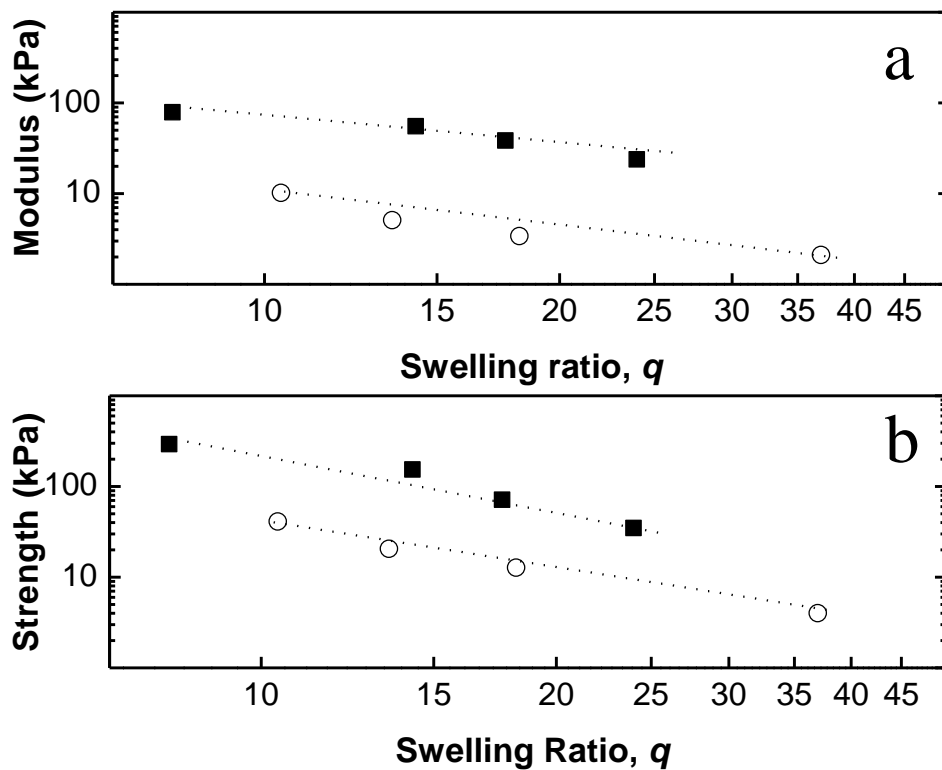 a
Modulus (kPa)
100
10
10 15 20 25 30 35 40 45
Swelling ratio, q
b
Strength (kPa)
100
10
10 15 20 25 30 35 40 45
Swelling Ratio, q